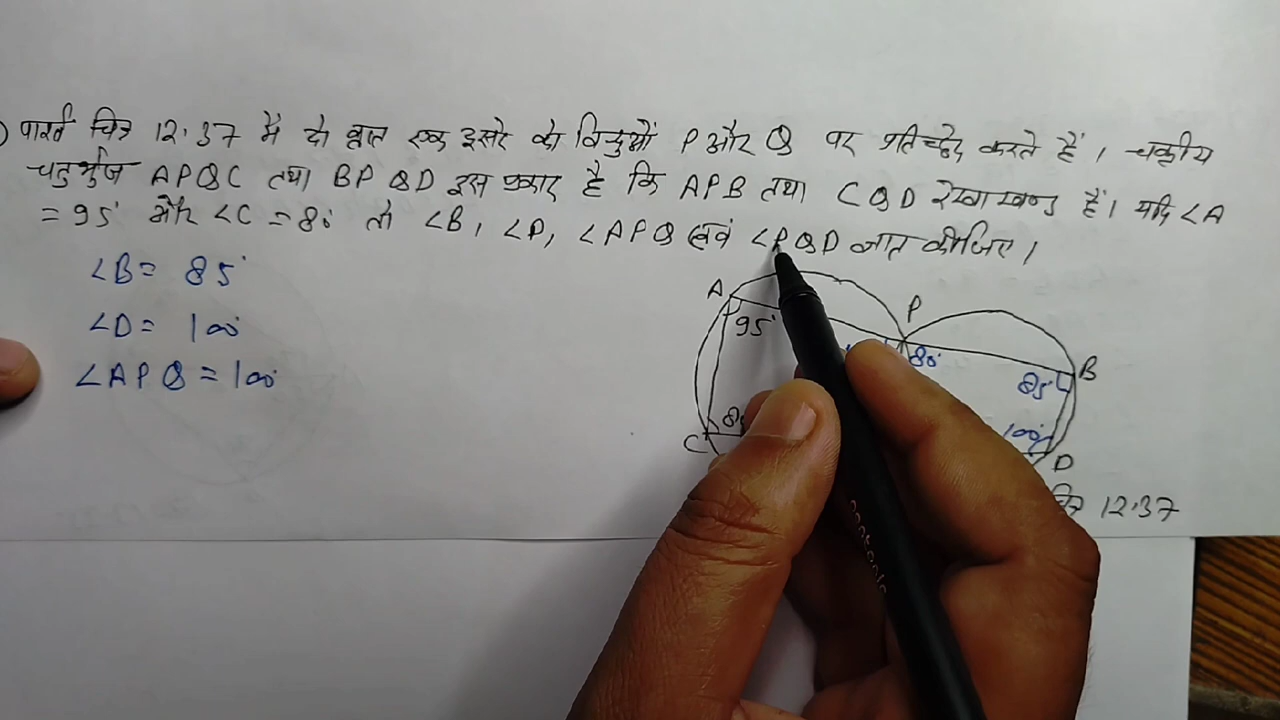 ) पार्श्व चित्र 12.37 में दो वृत्त एक दूसरे को बिन्दुओं P और Q पर प्रतिच्छेद करते हैं। चक्रीय
चतुर्भुज APQC तथा BPQD इस प्रकार है कि APB तथा CQD रेखाखण्ड हैं। यदि ∠A
= 95° और ∠C = 80° तो ∠B, ∠D, ∠APQ एवं ∠PQD ज्ञात कीजिए।
∠B = 85°
∠D = 100°
∠APQ = 100°
A
P
95°
80°
B
85°
C
100°
D
12.37